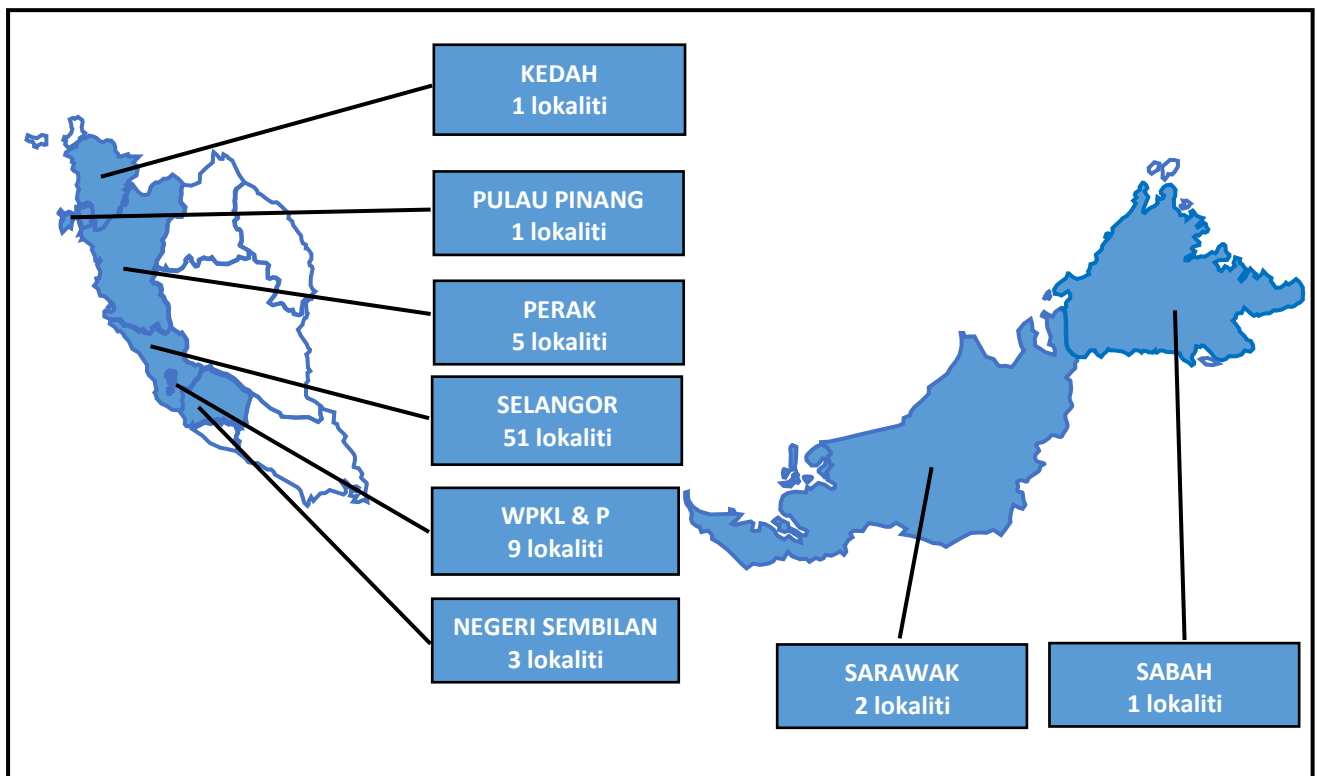 KEDAH
1 lokaliti
PULAU PINANG
1 lokaliti
PERAK
5 lokaliti
SELANGOR
51 lokaliti
WPKL & P
9 lokaliti
NEGERI SEMBILAN
3 lokaliti
SARAWAK
2 lokaliti
SABAH
1 lokaliti